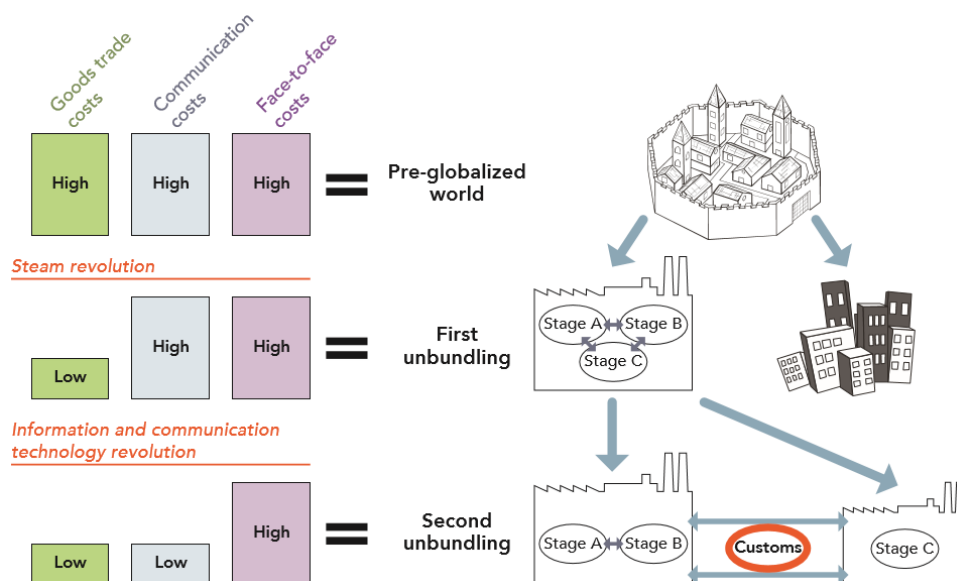 Goods trade
costs
Communication
costs
Face-to-face
costs
High
High
High
=
Pre-globalized
world
Steam revolution
Low
High
High
=
First
unbundling
Stage A
Stage B
Stage C
Information and communication
technology revolution
Low
Low
High
=
Second
unbundling
Stage A
Stage B
Customs
Stage C